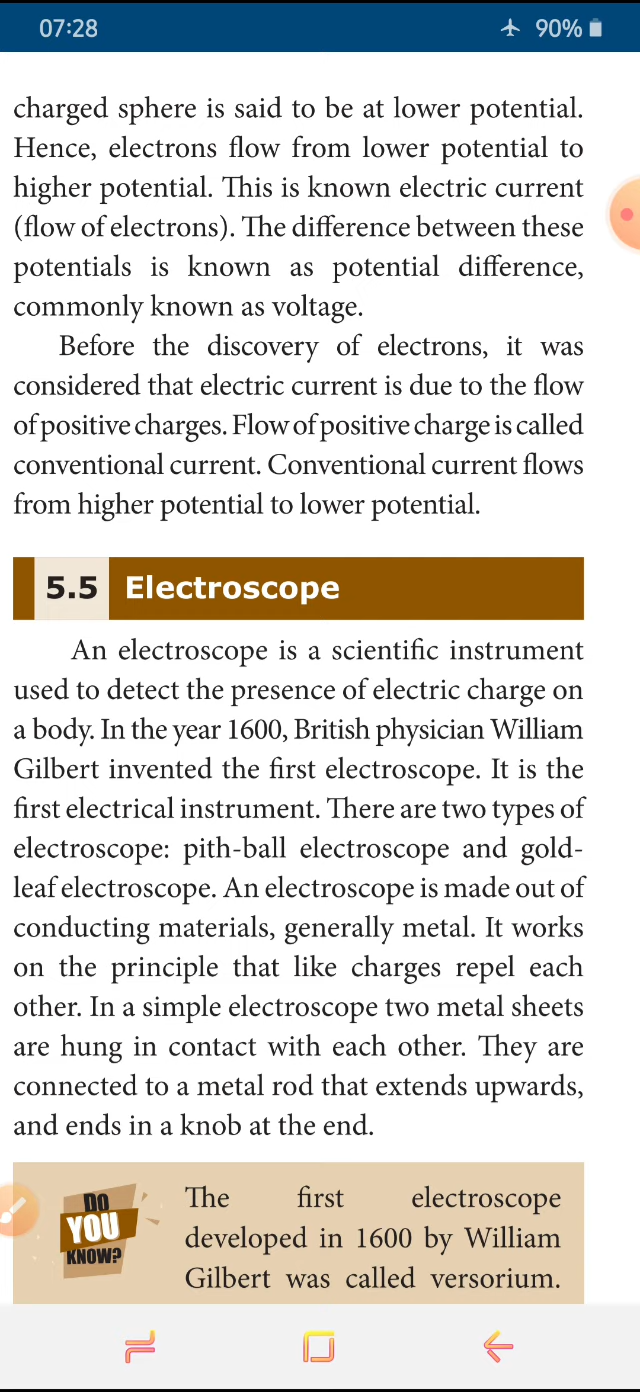 07:28
90%
charged sphere is said to be at lower potential.
Hence, electrons flow from lower potential to
higher potential. This is known electric current
(flow of electrons). The difference between these
potentials is known as potential difference,
commonly known as voltage.
Before the discovery of electrons, it was
considered that electric current is due to the flow
of positive charges. Flow of positive charge is called
conventional current. Conventional current flows
from higher potential to lower potential.
5.5 Electroscope
An electroscope is a scientific instrument
used to detect the presence of electric charge on
a body. In the year 1600, British physician William
Gilbert invented the first electroscope. It is the
first electrical instrument. There are two types of
electroscope: pith-ball electroscope and gold-
leaf electroscope. An electroscope is made out of
conducting materials, generally metal. It works
on the principle that like charges repel each
other. In a simple electroscope two metal sheets
are hung in contact with each other. They are
connected to a metal rod that extends upwards,
and ends in a knob at the end.
DO
YOU
KNOW?
The first electroscope
developed in 1600 by William
Gilbert was called versorium.